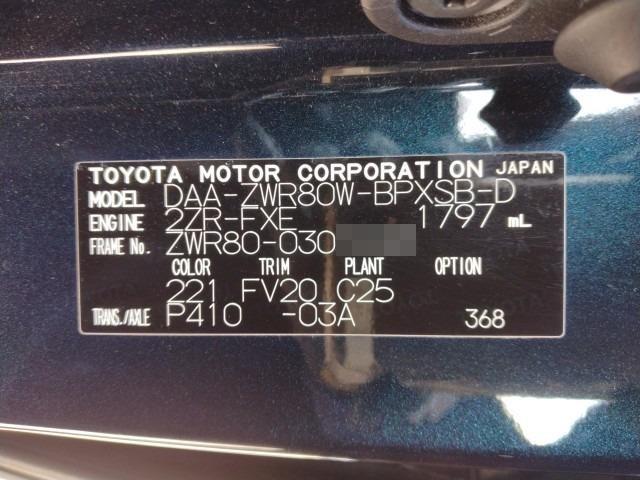 TOYOTA MOTOR CORPORATION JAPAN
MODEL DAA-ZWR80W-BPXSB-D
ENGINE 2ZR-FXE 1797 mL
FRAME No. ZWR80-030
COLOR TRIM PLANT OPTION
221 FV20 C25
TRANS./AXLE P410 -03A 368